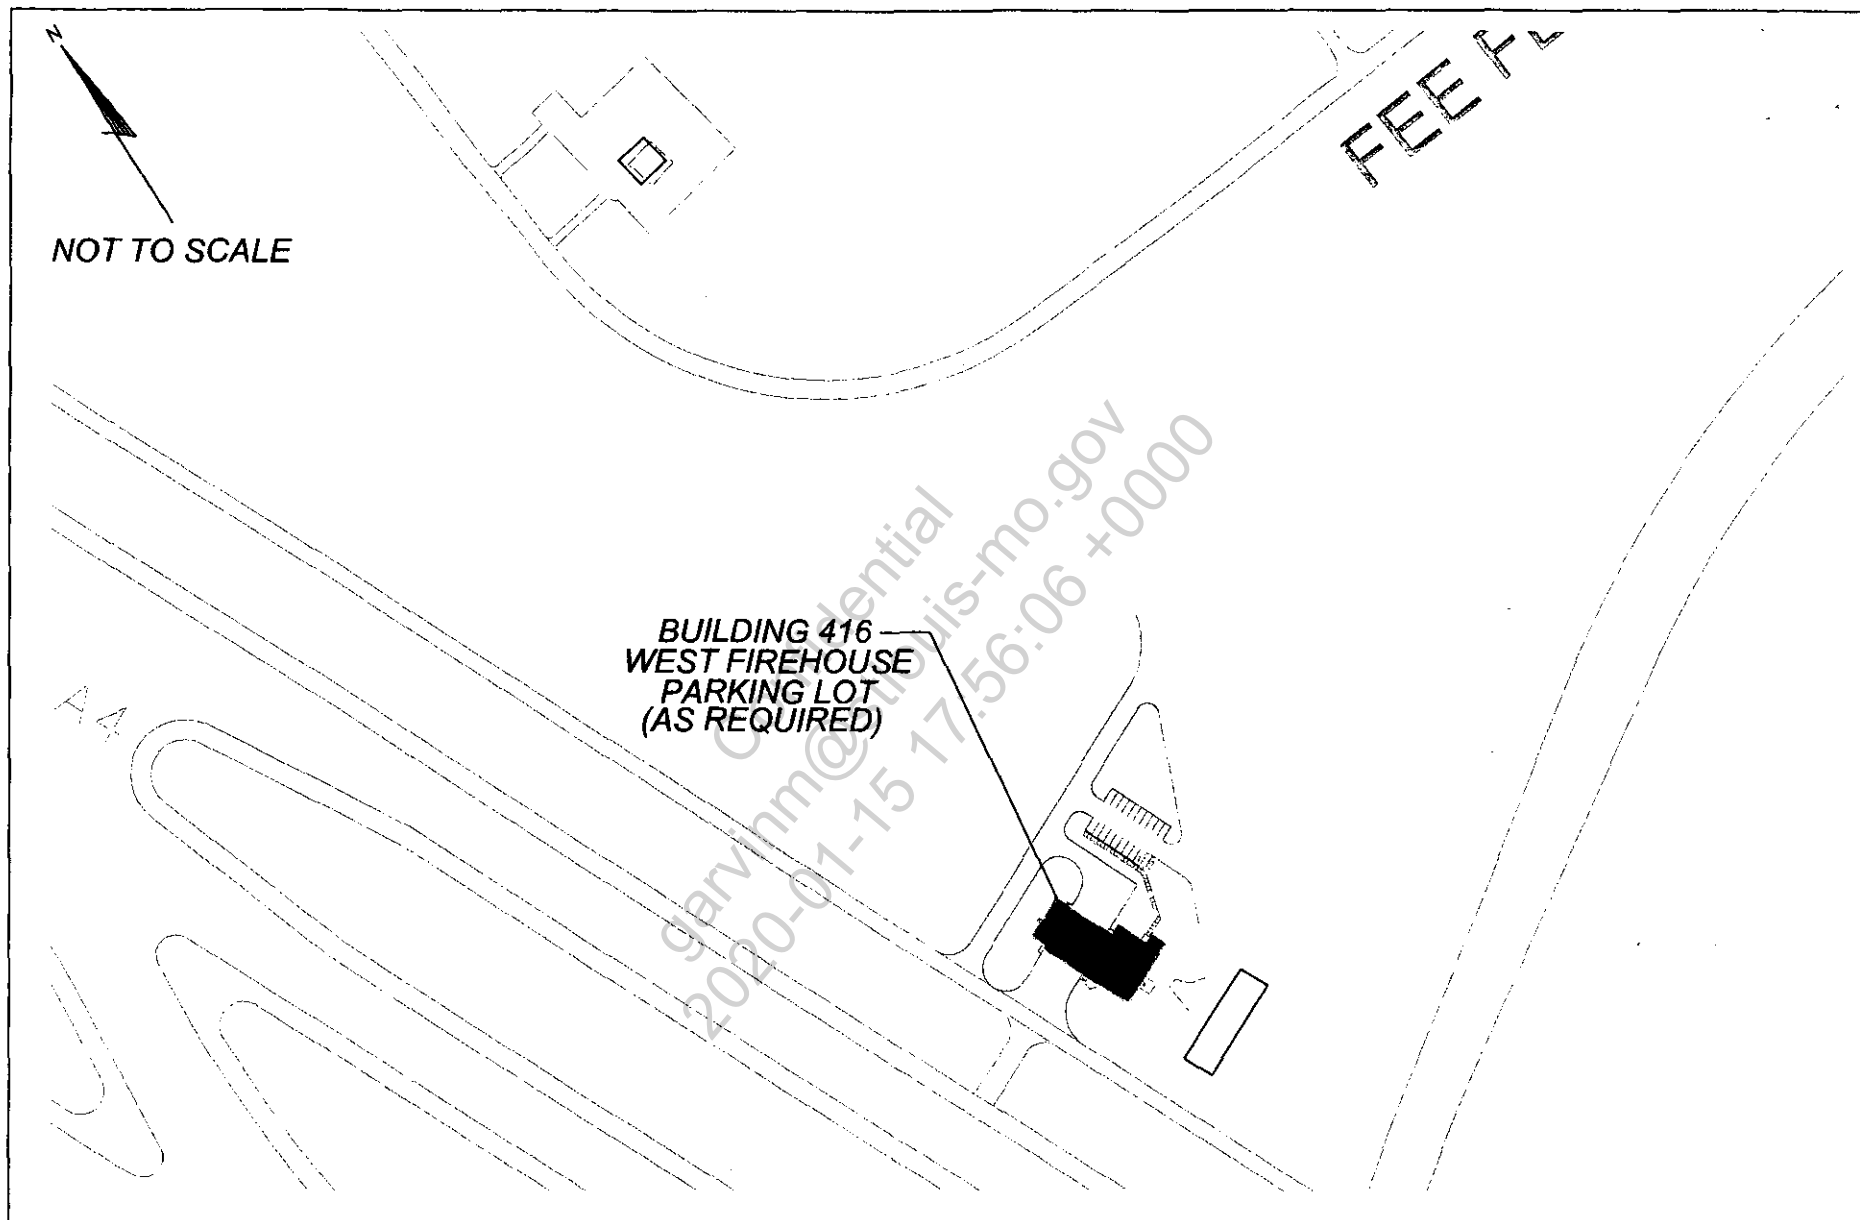 N
NOT TO SCALE
FEE F
BUILDING 416
WEST FIREHOUSE
PARKING LOT
(AS REQUIRED)
A4
Confidential
garvinm@stlouis-mo.gov
2020-01-15 17:56:06 +0000